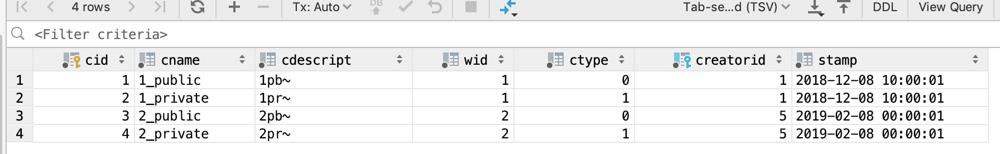 4 rows Tx: Auto DB Tab-se...d (TSV) DDL View Query
<Filter criteria>
cid cname cdescript wid ctype creatorid stamp
1 1 1_public 1pb~ 1 0 1 2018-12-08 10:00:01
2 2 1_private 1pr~ 1 1 1 2018-12-08 10:00:01
3 3 2_public 2pb~ 2 0 5 2019-02-08 00:00:01
4 4 2_private 2pr~ 2 1 5 2019-02-08 00:00:01